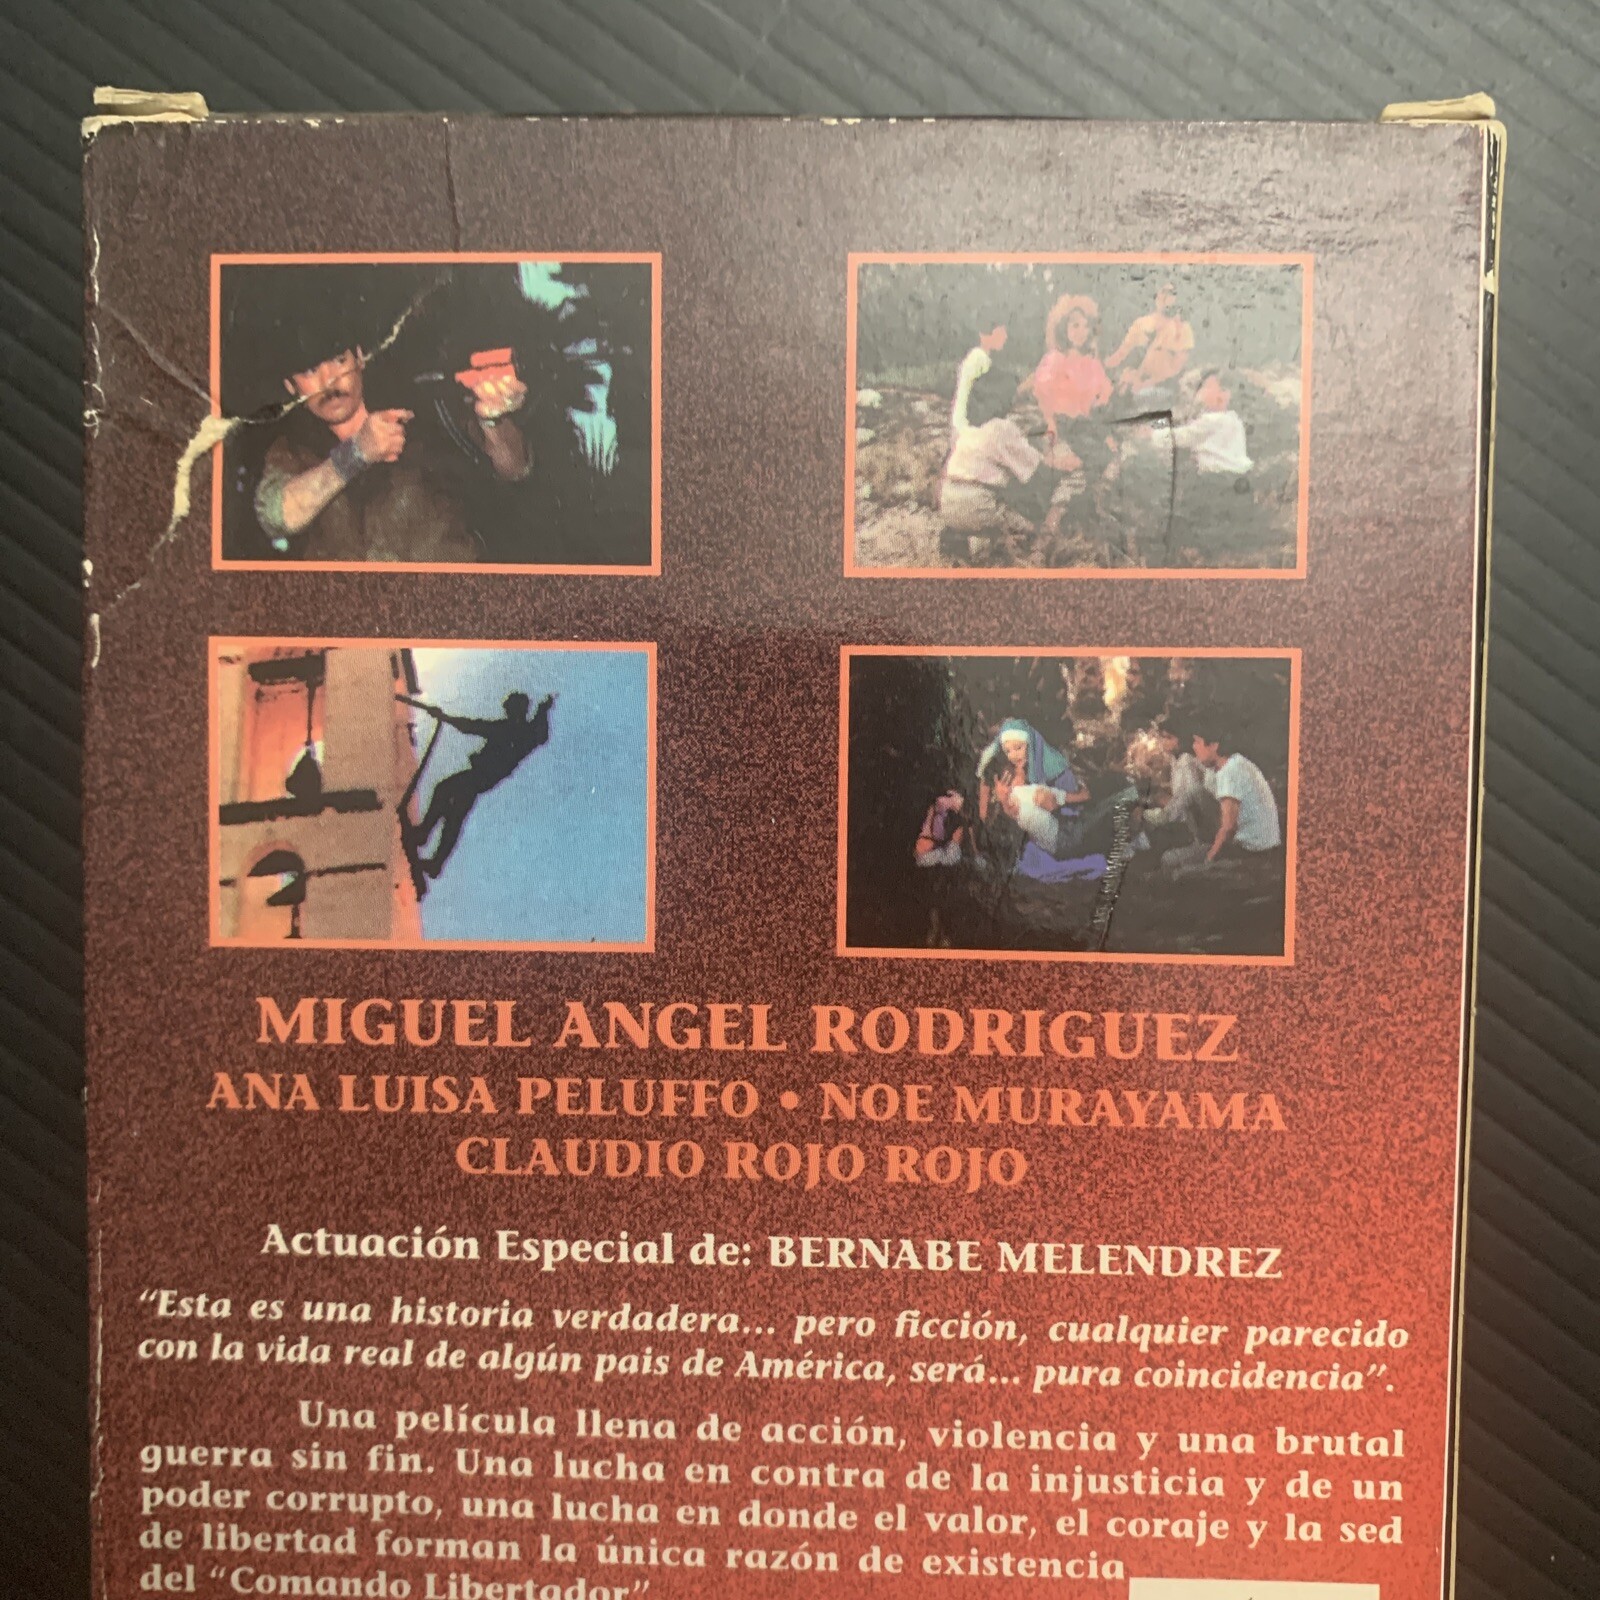 MIGUEL ANGEL RODRIGUEZ
ANA LUISA PELUFFO • NOE MURAYAMA
CLAUDIO ROJO ROJO
Actuación Especial de: BERNABE MELENDREZ
"Esta es una historia verdadera... pero ficción, cualquier parecido
con la vida real de algún pais de América, será... pura coincidencia".
Una película llena de acción, violencia y una brutal
guerra sin fin. Una lucha en contra de la injusticia y de un
poder corrupto, una lucha en donde el valor, el coraje y la sed
de libertad forman la única razón de existencia
del "Comando Libertador"